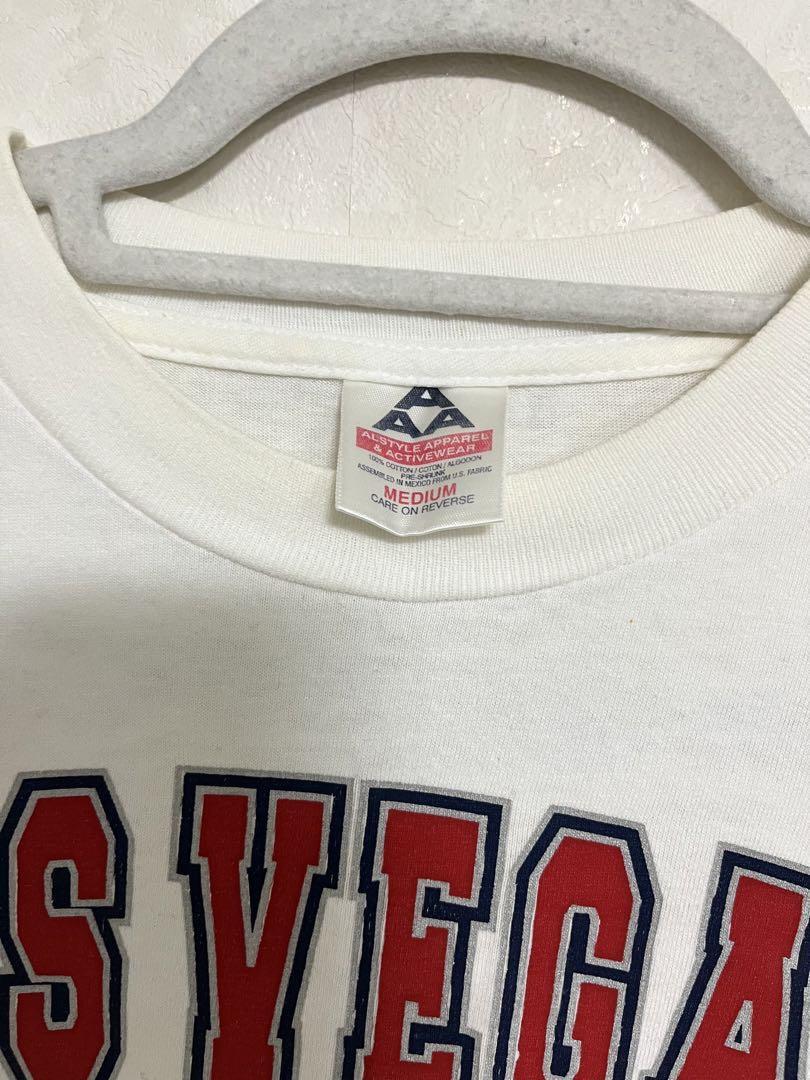 AAA
ALSTYLE APPAREL
& ACTIVEWEAR
100% COTTON / COTON / ALGODON
PRE-SHRUNK
ASSEMBLED IN MEXICO FROM U.S. FABRIC
MEDIUM
CARE ON REVERSE
S VEGA